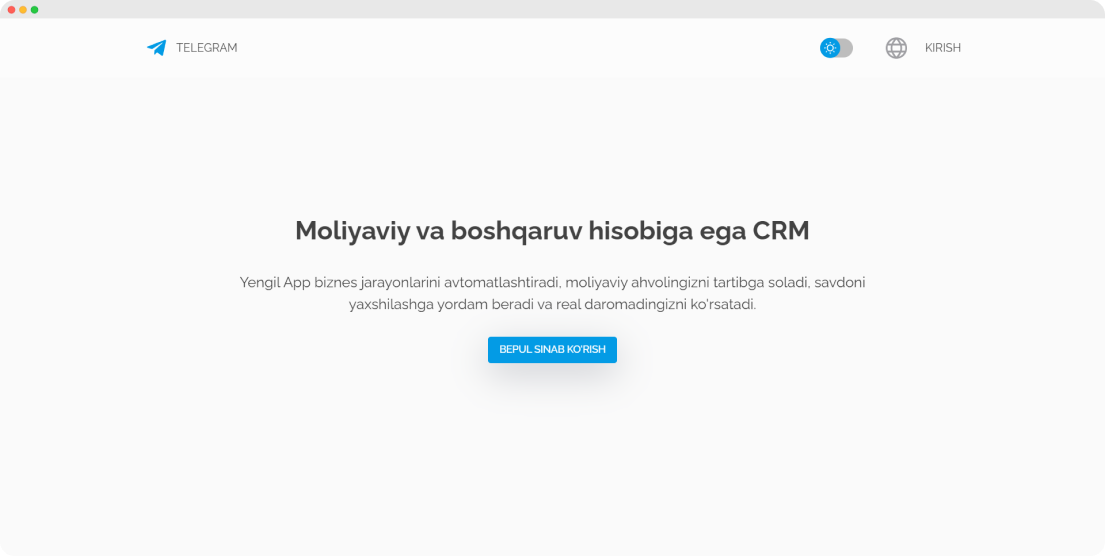 TELEGRAM
KIRISH
Moliyaviy va boshqaruv hisobiga ega CRM
Yengil App biznes jarayonlarini avtomatlashtiradi, moliyaviy ahvolingizni tartibga soladi, savdoni
yaxshilashga yordam beradi va real daromadingizni ko'rsatadi.
BEPUL SINAB KO'RISH